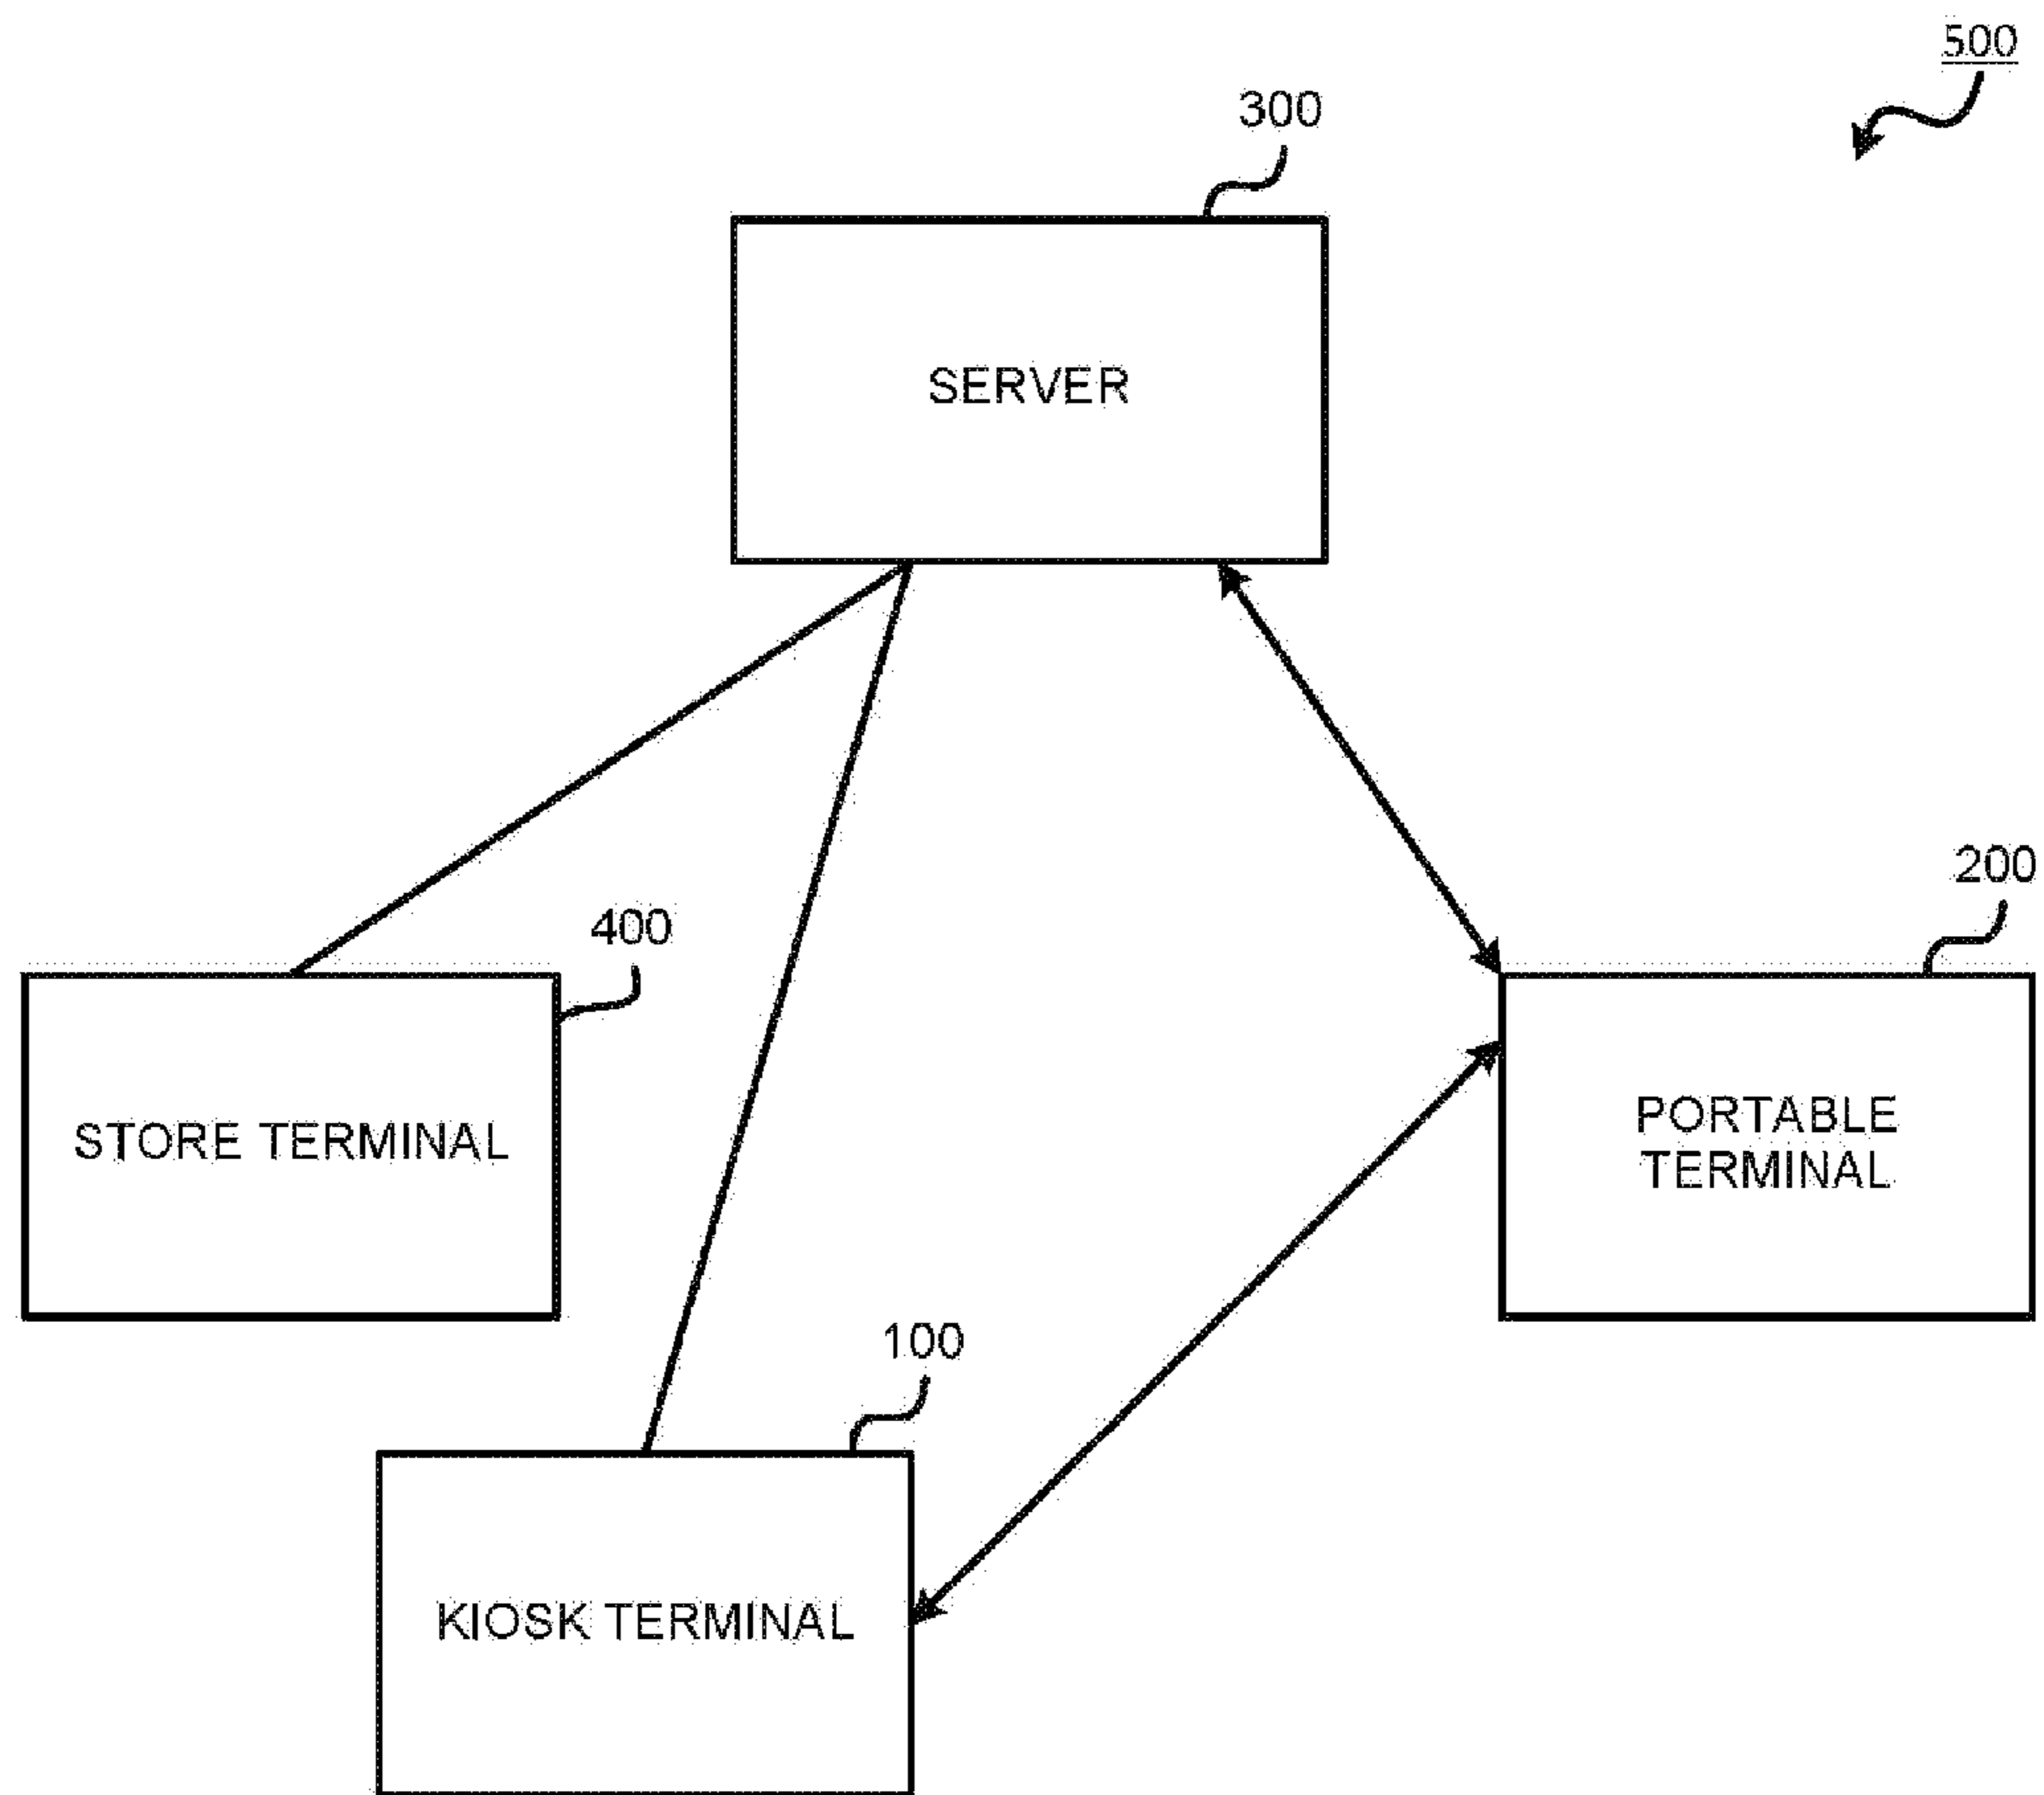 500
300
SERVER
200
400
PORTABLE
TERMINAL
STORE TERMINAL
100
KIOSK TERMINAL